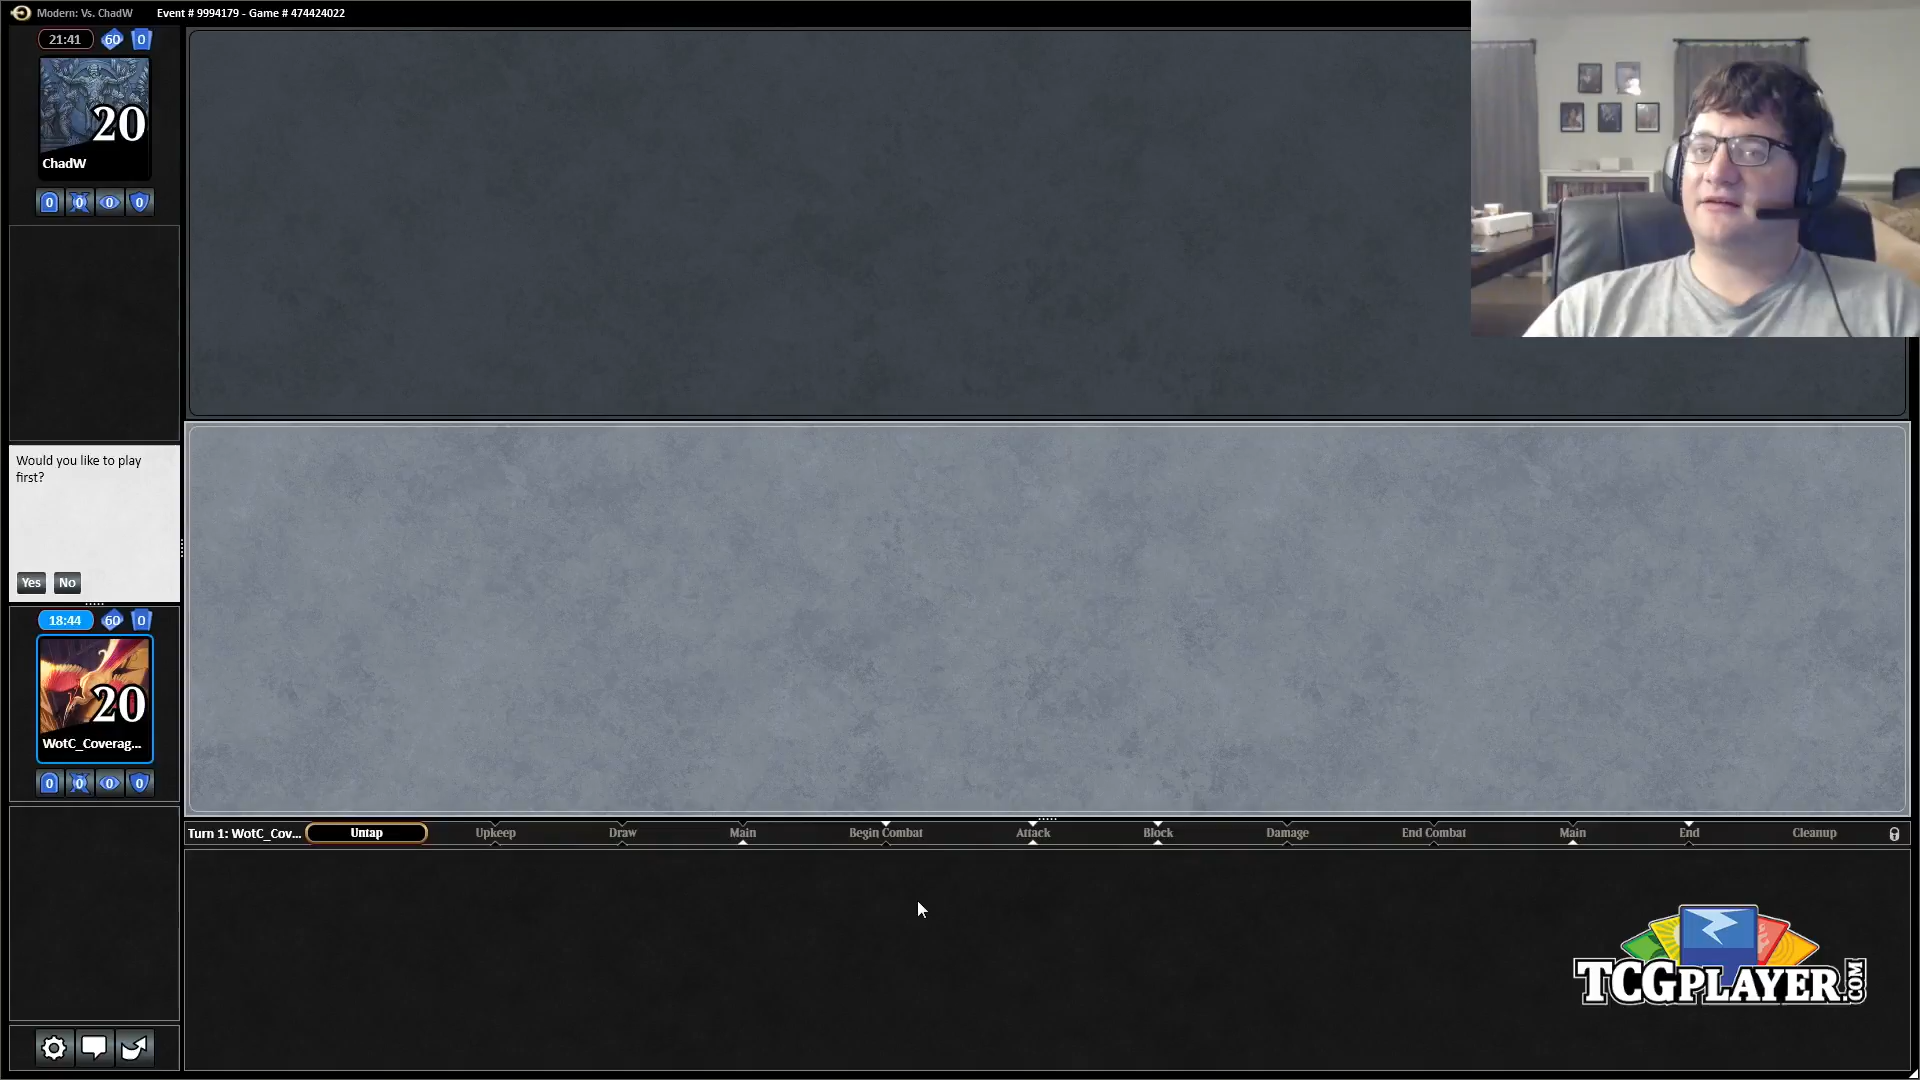 Modern: Vs. ChadW
Event # 9994179 - Game # 474424022
21:41 60 0
20
ChadW
0 0 0 0
Would you like to play
first?
Yes No
18:44 60 0
20
WotC_Coverag...
0 0 0 0
Turn 1: WotC_Cov... Untap Upkeep Draw Main Begin Combat Attack Block Damage End Combat Main End Cleanup
TCGPLAYER.COM